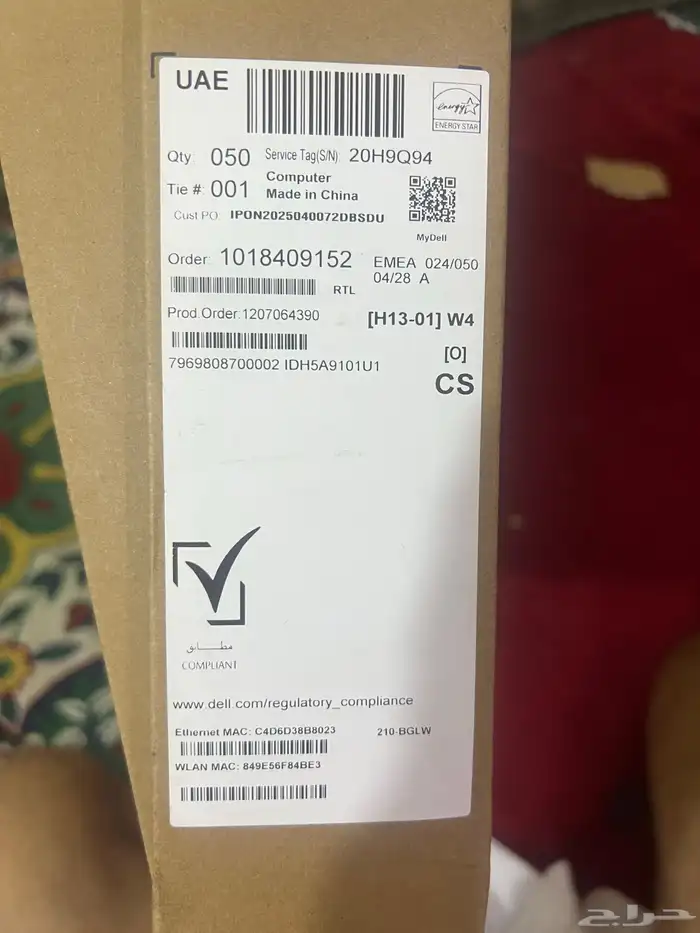 UAE
energy
ENERGY STAR
Qty: 050 Service Tag(S/N): 20H9Q94
Tie #: 001 Computer
Made in China
Cust PO: IPON2025040072DBSDU
MyDell
Order: 1018409152 EMEA 024/050
04/28 A
RTL
Prod.Order:1207064390
[H13-01] W4
7969808700002 IDH5A9101U1
[O]
CS
مطابق
COMPLIANT
www.dell.com/regulatory_compliance
Ethernet MAC: C4D6D38B8023 210-BGLW
WLAN MAC: 849E56F84BE3
حراج